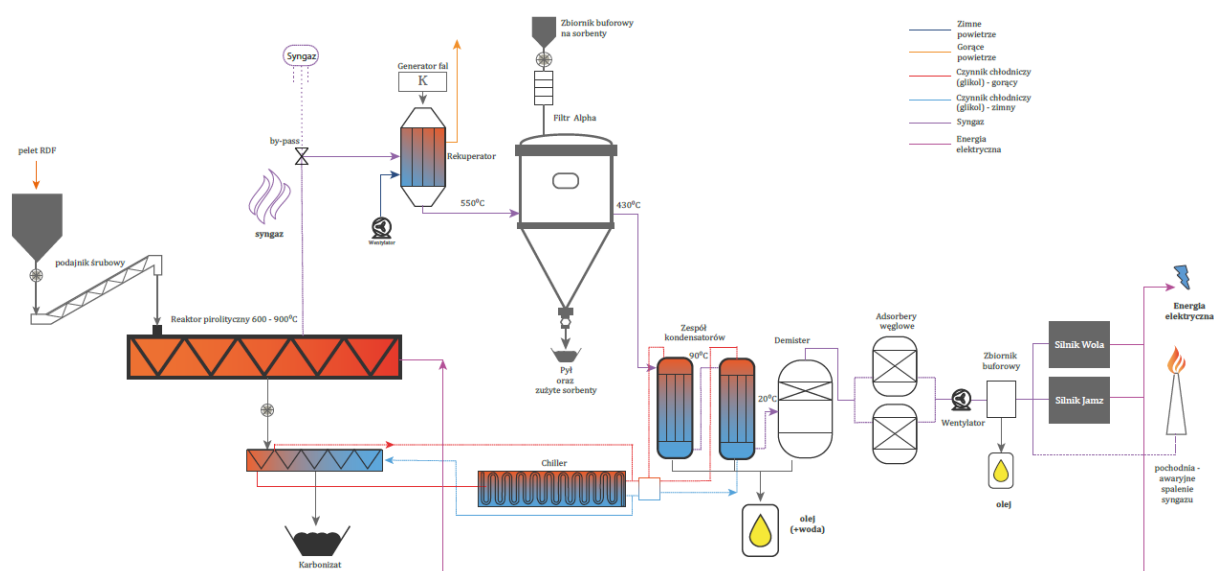 Zbiornik buforowy
na sorbenty
Syngaz
Generator fal
K
by-pass
Rekuperator
Filtr Alpha
pelet RDF
550⁰C
430⁰C
syngaz
Wentylator
podajnik śrubowy
Reaktor pirolityczny 600 - 900⁰C
Pył
oraz
zużyte sorbenty
Zespół
kondensatorów
90⁰C
20⁰C
Demister
Adsorbery
węglowe
Wentylator
Zbiornik
buforowy
olej
Silnik Wola
Silnik Jamz
Energia
elektryczna
pochodnia -
awaryjne
spalenie
syngazu
Chiller
olej
(+woda)
Karbonizat
Zimne
powietrze
Gorące
powietrze
Czynnik chłodniczy
(glikol) - gorący
Czynnik chłodniczy
(glikol) - zimny
Syngaz
Energia
elektryczna